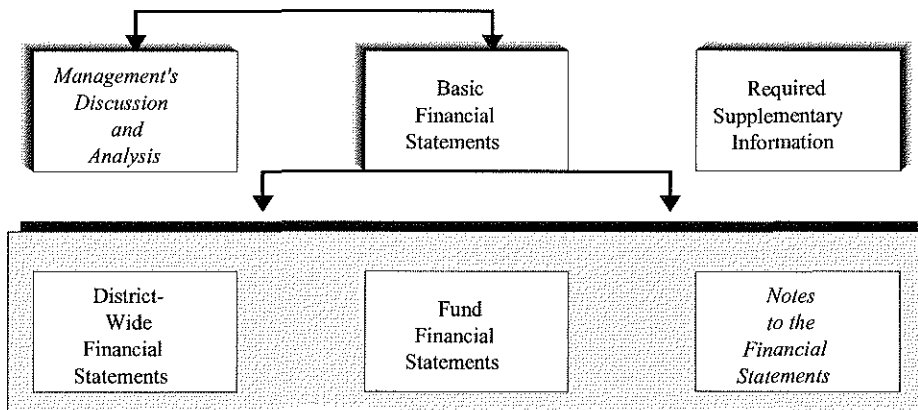 Management's
Discussion
and
Analysis
Basic
Financial
Statements
Required
Supplementary
Information
District-
Wide
Financial
Statements
Fund
Financial
Statements
Notes
to the
Financial
Statements